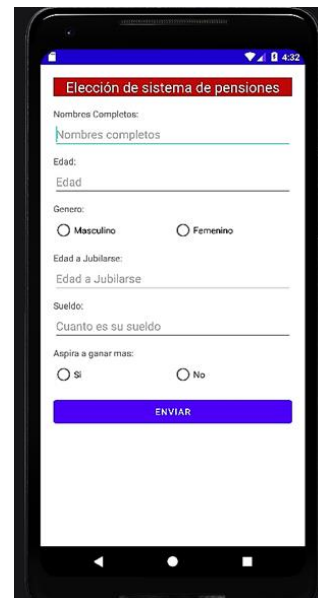 4:32
Elección de sistema de pensiones
Nombres Completos:
Nombres completos
Edad:
Edad
Genero:
Masculino Femenino
Edad a Jubilarse:
Edad a Jubilarse
Sueldo:
Cuanto es su sueldo
Aspira a ganar mas:
Si No
ENVIAR